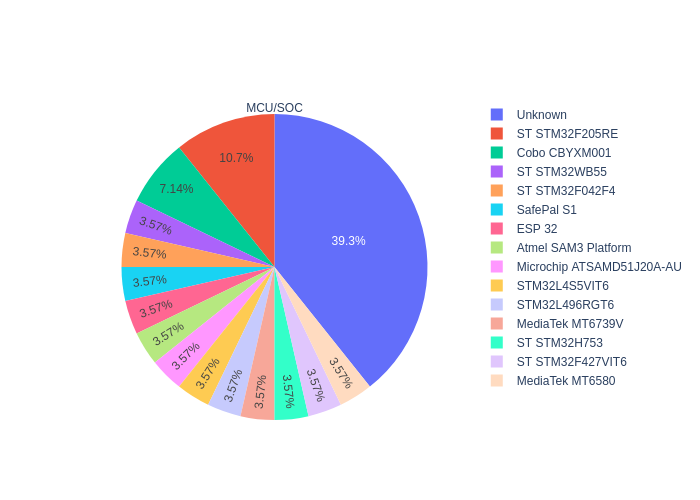 MCU/SOC
39.3%
10.7%
7.14%
3.57%
3.57%
3.57%
3.57%
3.57%
3.57%
3.57%
3.57%
3.57%
3.57%
3.57%
3.57%
Unknown
ST STM32F205RE
Cobo CBYXM001
ST STM32WB55
ST STM32F042F4
SafePal S1
ESP 32
Atmel SAM3 Platform
Microchip ATSAMD51J20A-AU
STM32L4S5VIT6
STM32L496RGT6
MediaTek MT6739V
ST STM32H753
ST STM32F427VIT6
MediaTek MT6580